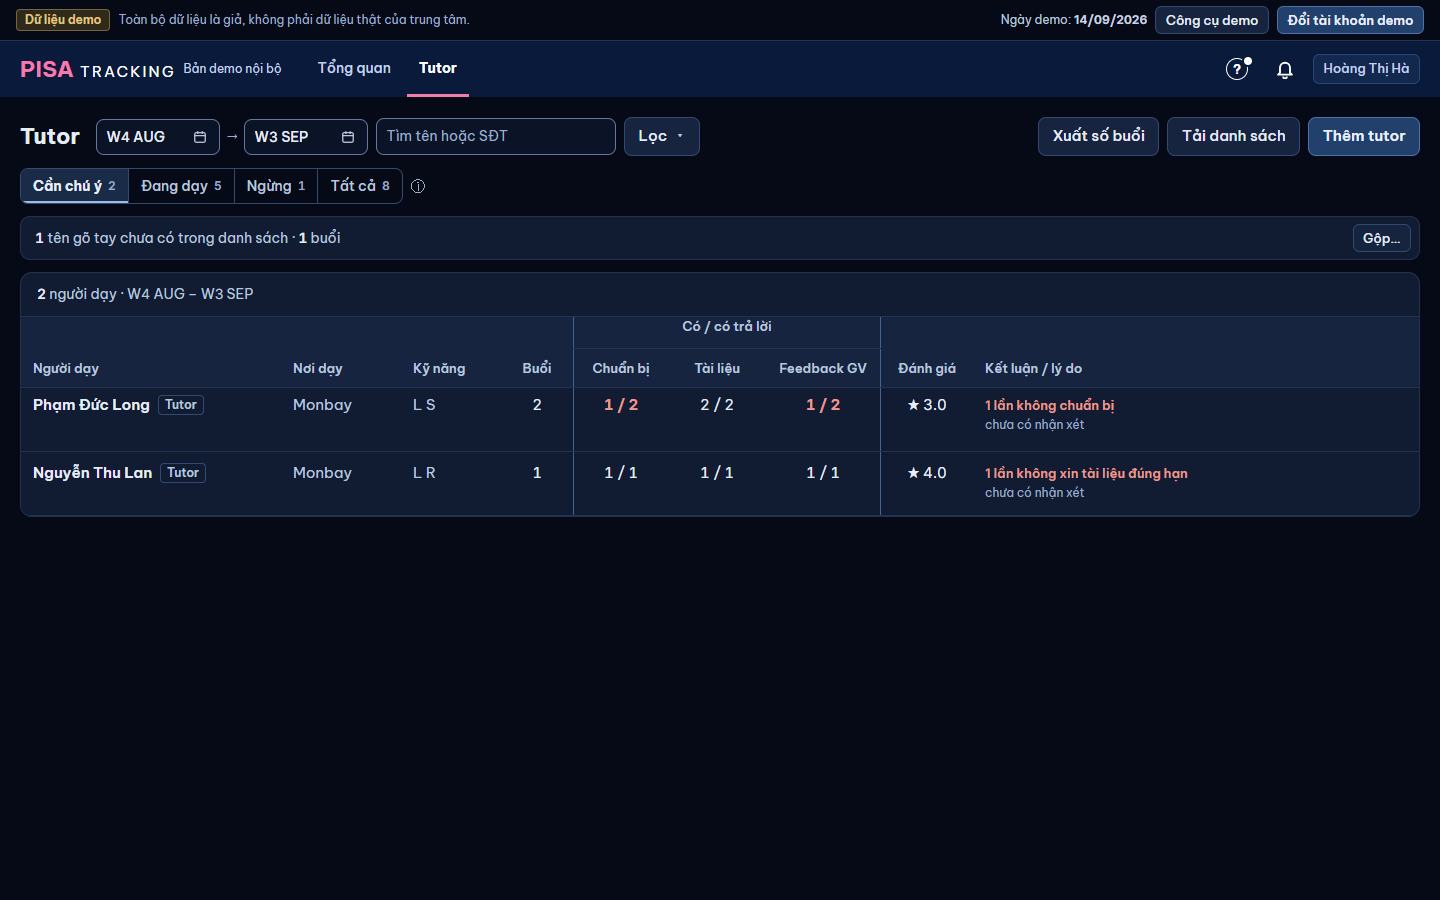 Dữ liệu demo Toàn bộ dữ liệu là giả, không phải dữ liệu thật của trung tâm. Ngày demo: 14/09/2026 Công cụ demo Đổi tài khoản demo
PISA TRACKING Bản demo nội bộ Tổng quan Tutor ? Hoàng Thị Hà
Tutor W4 AUG → W3 SEP Tìm tên hoặc SĐT Lọc Xuất số buổi Tải danh sách Thêm tutor
Cần chú ý 2 Đang dạy 5 Ngừng 1 Tất cả 8
1 tên gõ tay chưa có trong danh sách · 1 buổi Gộp...
2 người dạy · W4 AUG – W3 SEP
Có / có trả lời
Người dạy Nơi dạy Kỹ năng Buổi Chuẩn bị Tài liệu Feedback GV Đánh giá Kết luận / lý do
Phạm Đức Long Tutor Monbay L S 2 1 / 2 2 / 2 1 / 2 ★ 3.0 1 lần không chuẩn bị
chưa có nhận xét
Nguyễn Thu Lan Tutor Monbay L R 1 1 / 1 1 / 1 1 / 1 ★ 4.0 1 lần không xin tài liệu đúng hạn
chưa có nhận xét